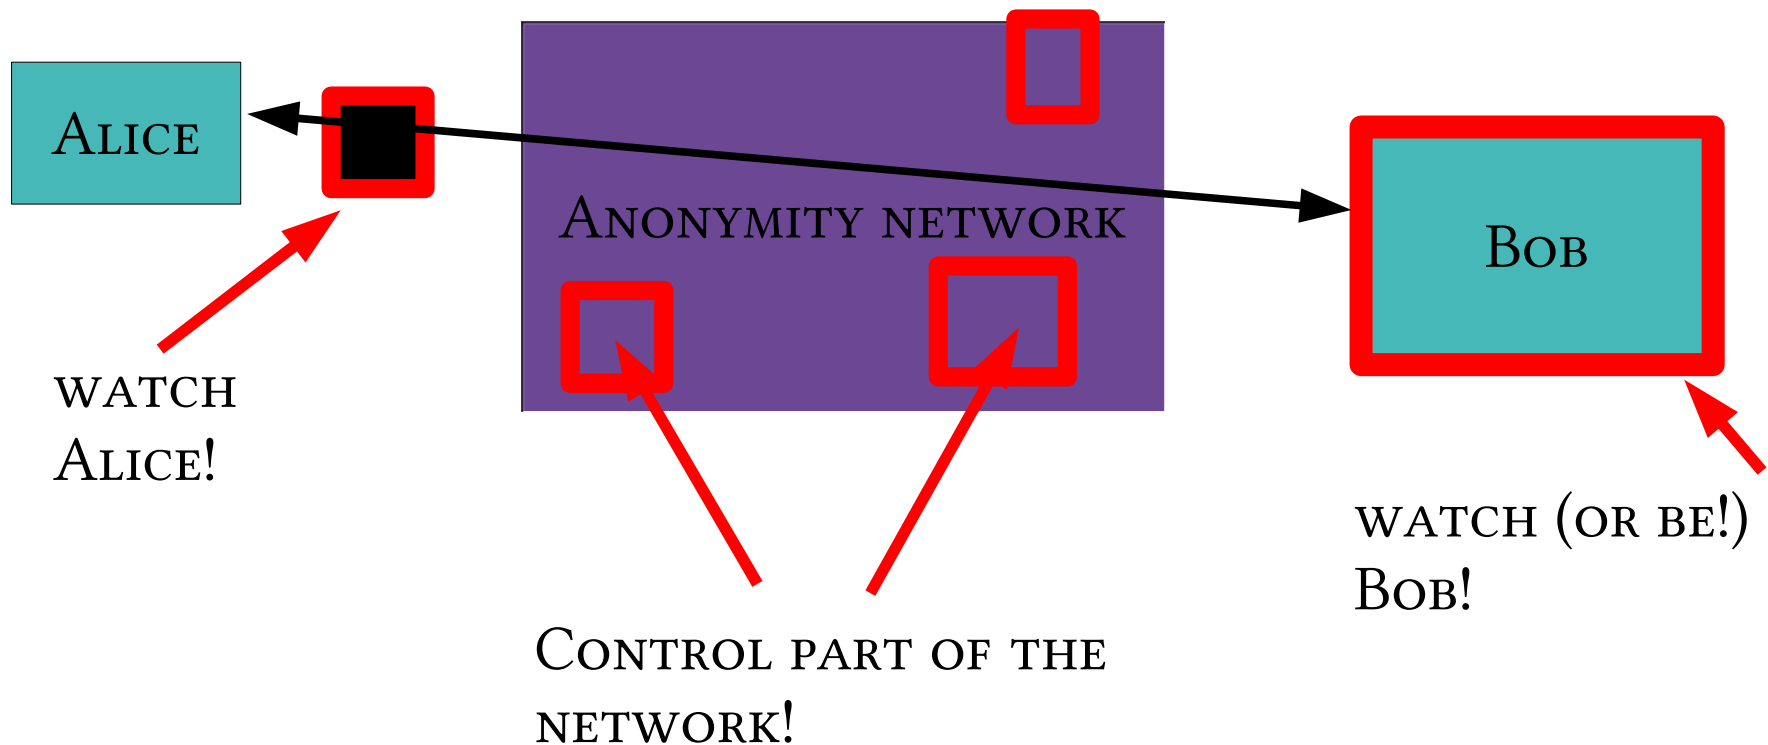 Alice
Anonymity network
Bob
watch
Alice!
watch (or be!)
Bob!
Control part of the
network!